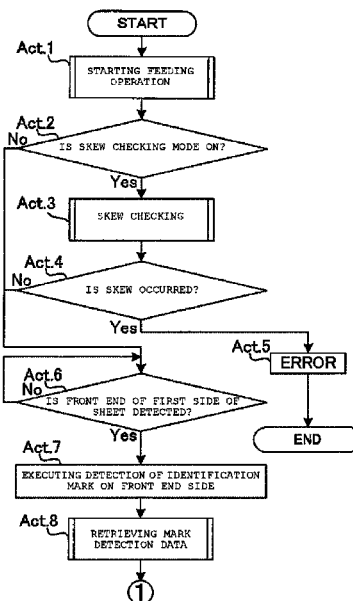 START
Act.1
STARTING FEEDING
OPERATION
Act.2
No
IS SKEW CHECKING MODE ON?
Yes
Act.3
SKEW CHECKING
Act.4
No
IS SKEW OCCURRED?
Yes
Act.5
ERROR
END
Act.6
No
IS FRONT END OF FIRST SIDE OF
SHEET DETECTED?
Yes
Act.7
EXECUTING DETECTION OF IDENTIFICATION
MARK ON FRONT END SIDE
Act.8
RETRIEVING MARK
DETECTION DATA
1